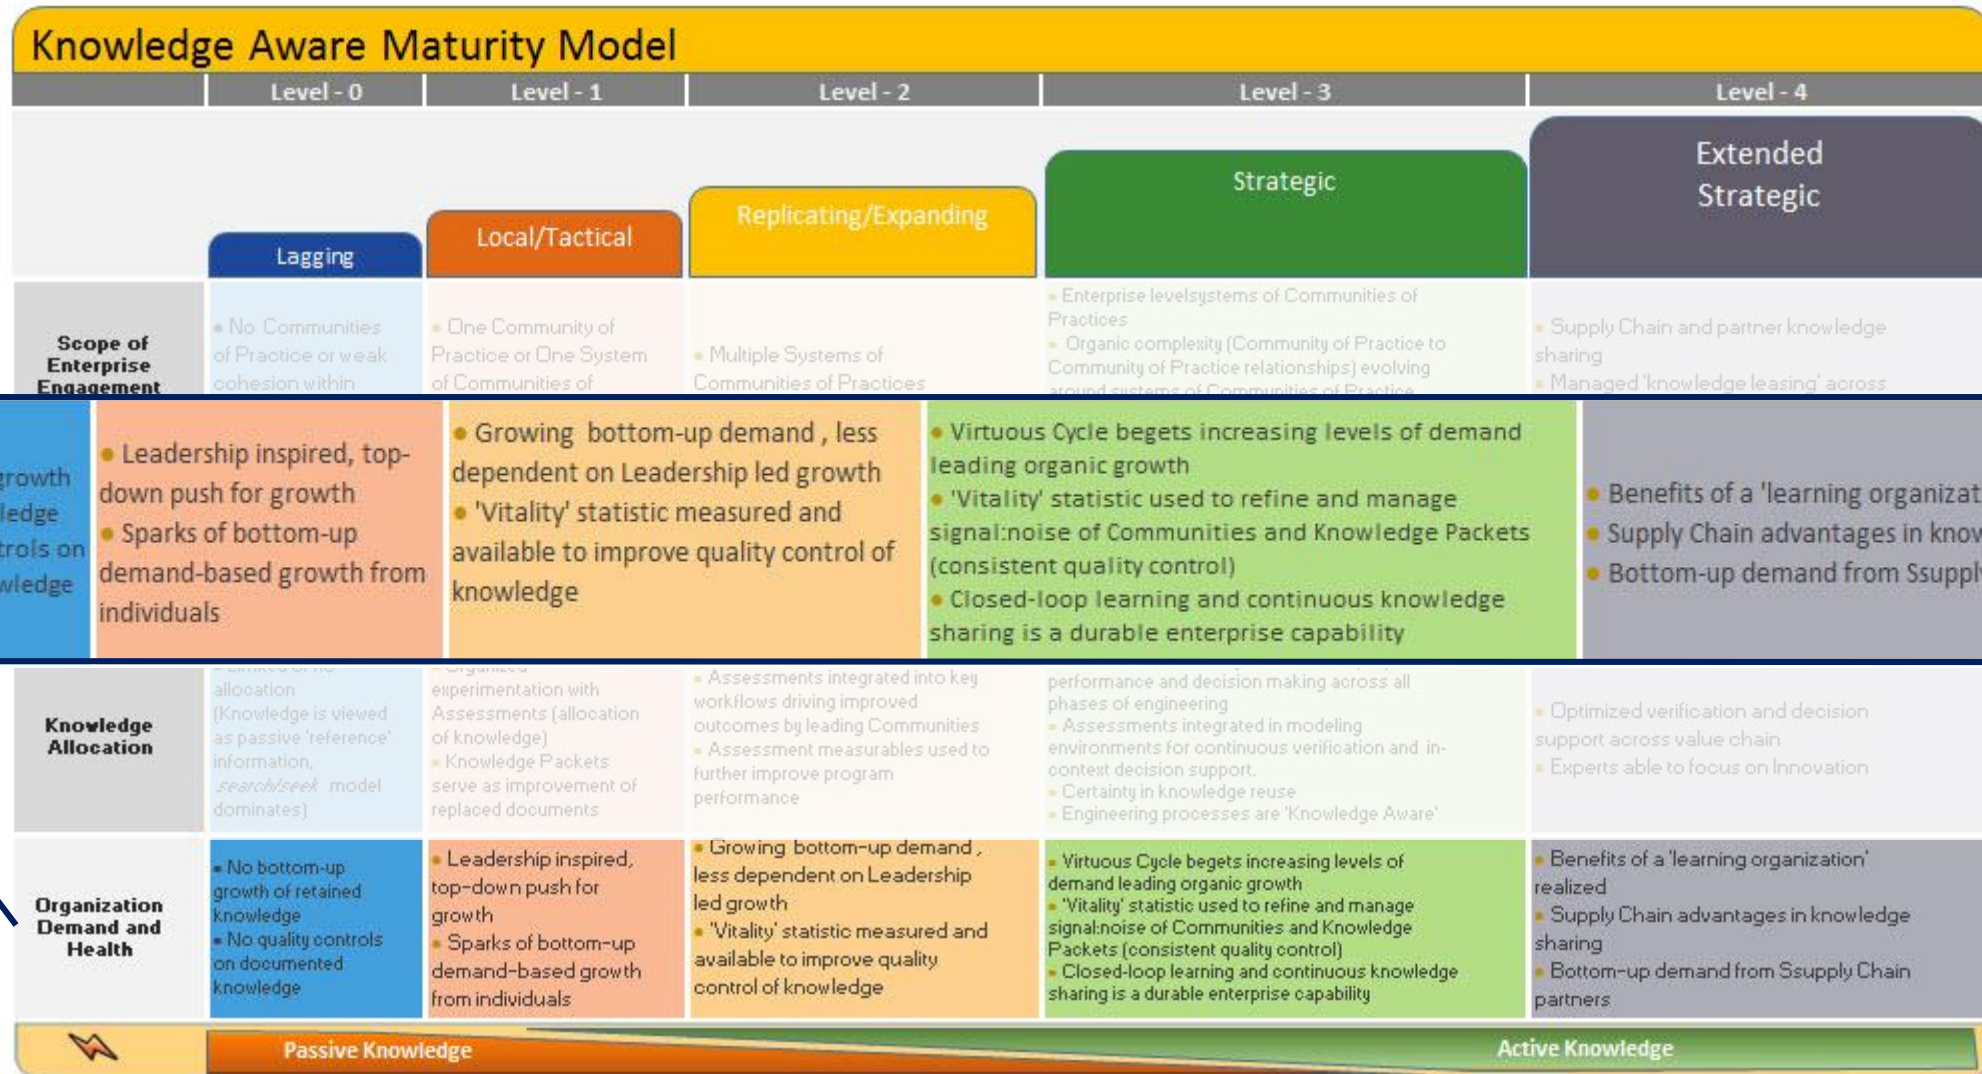 Knowledge Aware Maturity Model
Level - 0
Level - 1
Level - 2
Level - 3
Level - 4
Lagging
Local/Tactical
Replicating/Expanding
Strategic
Extended
Strategic
Scope of
Enterprise
Engagement
• No Communities
of Practice or weak
cohesion within
• One Community of
Practice or One System
of Communities of
• Multiple Systems of
Communities of Practices
• Enterprise levelsystems of Communities of
Practices
• Organic complexity (Community of Practice to
Community of Practice relationships) evolving
around systems of Communities of Practice
• Supply Chain and partner knowledge
sharing
• Managed 'knowledge leasing' across
growth
ledge
trols on
wledge
• Leadership inspired, top-
down push for growth
• Sparks of bottom-up
demand-based growth from
individuals
• Growing bottom-up demand , less
dependent on Leadership led growth
• 'Vitality' statistic measured and
available to improve quality control of
knowledge
• Virtuous Cycle begets increasing levels of demand
leading organic growth
• 'Vitality' statistic used to refine and manage
signal:noise of Communities and Knowledge Packets
(consistent quality control)
• Closed-loop learning and continuous knowledge
sharing is a durable enterprise capability
• Benefits of a 'learning organizat
• Supply Chain advantages in know
• Bottom-up demand from Ssupply
Knowledge
Allocation
• Limited or no
allocation
(Knowledge is viewed
as passive 'reference'
information,
search/seek model
dominates)
• Organized
experimentation with
Assessments (allocation
of knowledge)
• Knowledge Packets
serve as improvement of
replaced documents
• Assessments integrated into key
workflows driving improved
outcomes by leading Communities
• Assessment measurables used to
further improve program
performance
performance and decision making across all
phases of engineering
• Assessments integrated in modeling
environments for continuous verification and in-
context decision support.
• Certainty in knowledge reuse
• Engineering processes are 'Knowledge Aware'
• Optimized verification and decision
support across value chain
• Experts able to focus on Innovation
Organization
Demand and
Health
• No bottom-up
growth of retained
knowledge
• No quality controls
on documented
knowledge
• Leadership inspired,
top-down push for
growth
• Sparks of bottom-up
demand-based growth
from individuals
• Growing bottom-up demand ,
less dependent on Leadership
led growth
• 'Vitality' statistic measured and
available to improve quality
control of knowledge
• Virtuous Cycle begets increasing levels of
demand leading organic growth
• 'Vitality' statistic used to refine and manage
signal:noise of Communities and Knowledge
Packets (consistent quality control)
• Closed-loop learning and continuous knowledge
sharing is a durable enterprise capability
• Benefits of a 'learning organization'
realized
• Supply Chain advantages in knowledge
sharing
• Bottom-up demand from Ssupply Chain
partners
Passive Knowledge
Active Knowledge